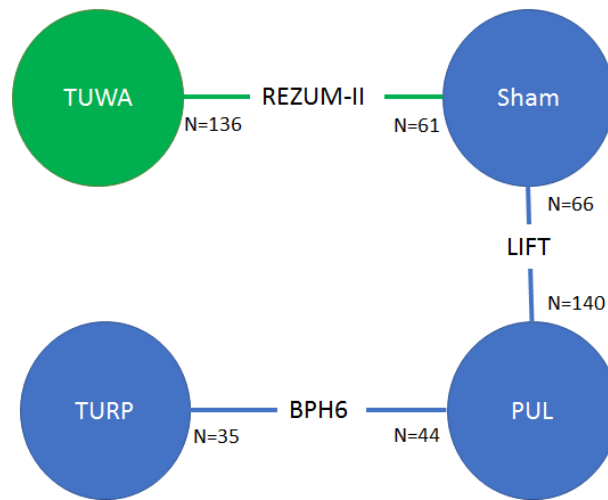 TUWA
REZUM-II
Sham
N=136
N=61
N=66
LIFT
N=140
TURP
BPH6
PUL
N=35
N=44